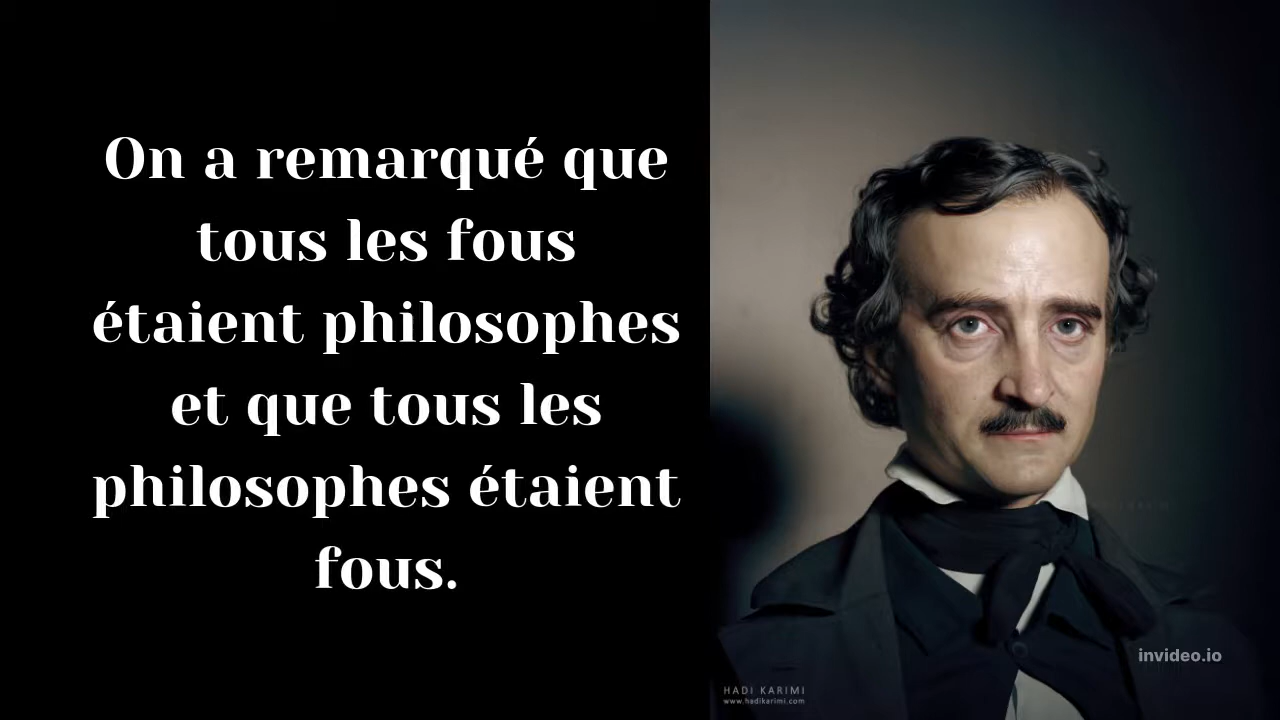 On a remarqué que
tous les fous
étaient philosophes
et que tous les
philosophes étaient
fous.
invideo.io
HADI KARIMI
www.hadikarimi.com